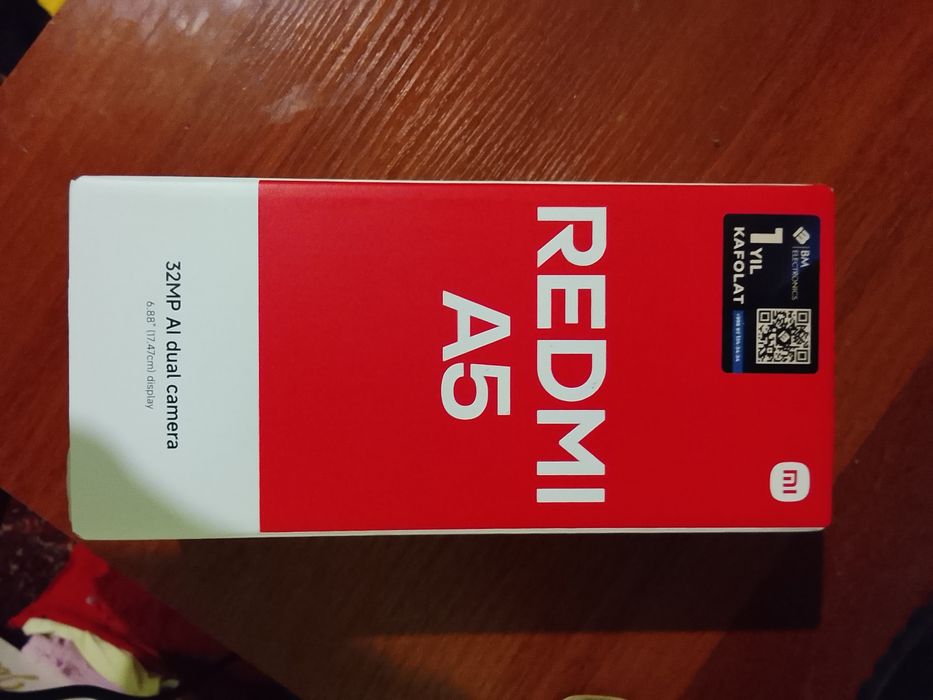 BM
ELECTRONICS
1 YIL
KAFOLAT
mi
REDMI
A5
32MP AI dual camera
6.88" (17.47cm) display